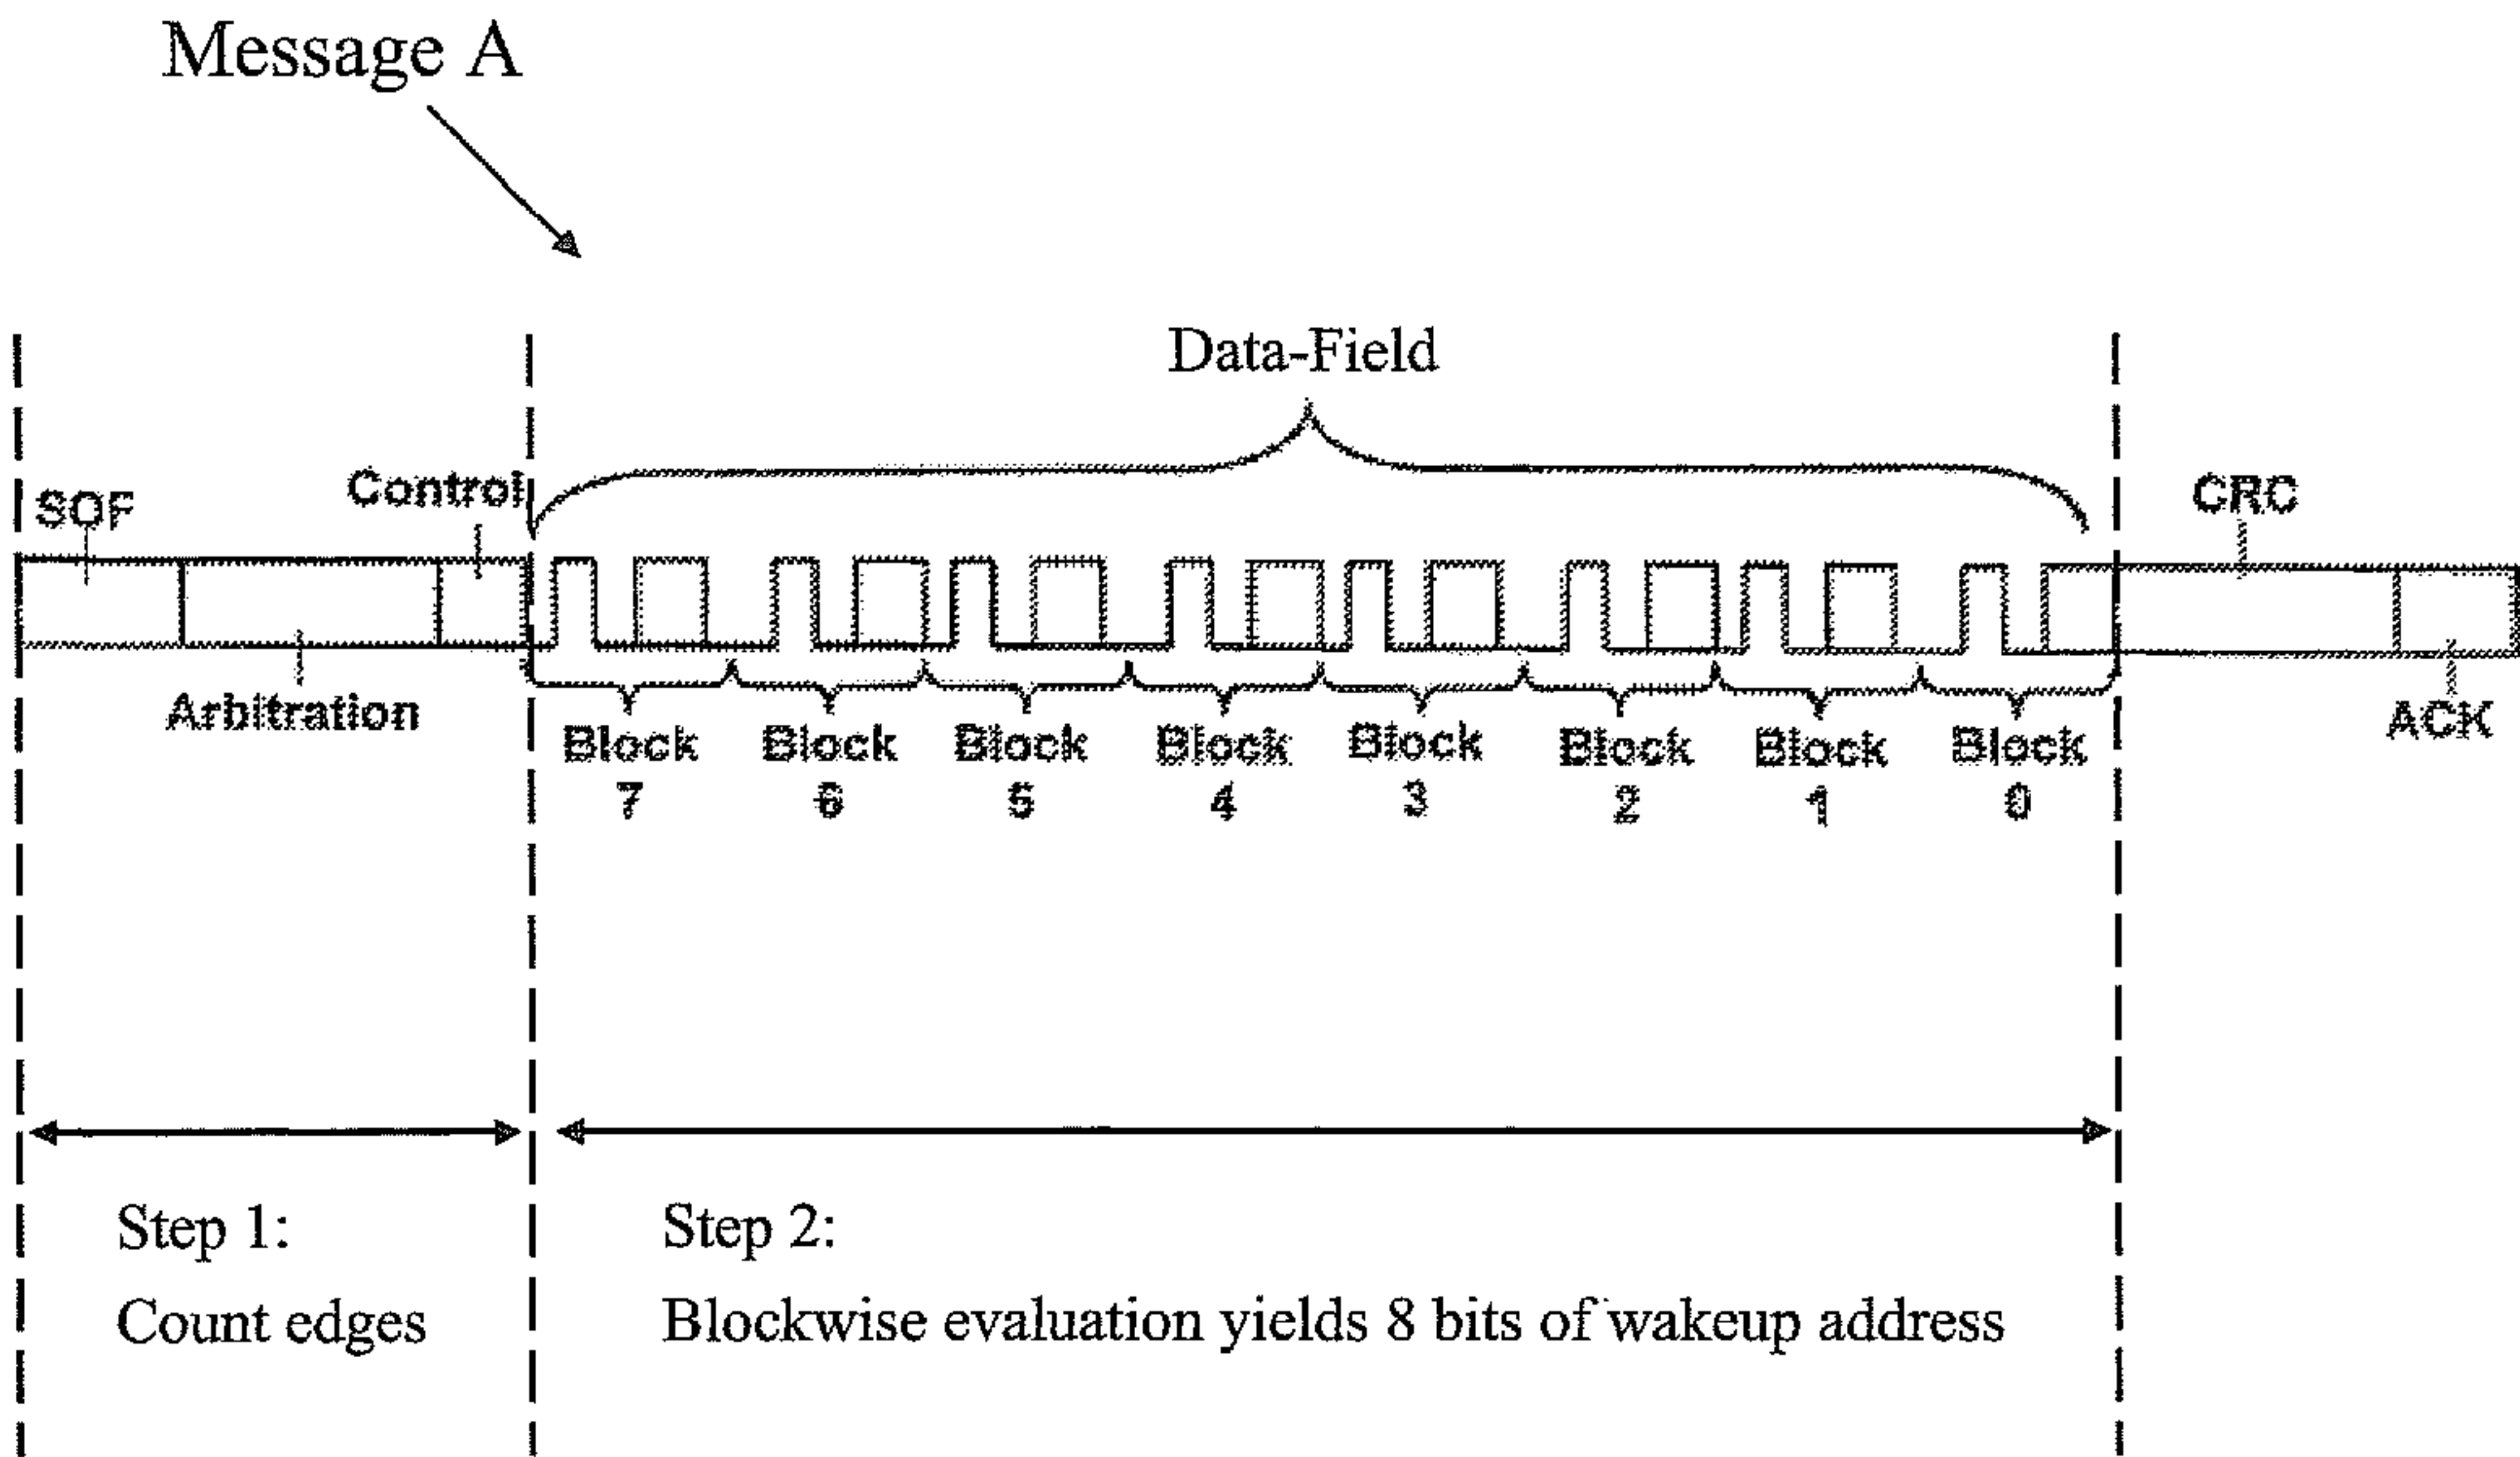 Message A
Data-Field
SOF
Control
CRC
Arbitration
ACK
Block
7
Block
6
Block
5
Block
4
Block
3
Block
2
Block
1
Block
0
Step 1:
Count edges
Step 2:
Blockwise evaluation yields 8 bits of wakeup address